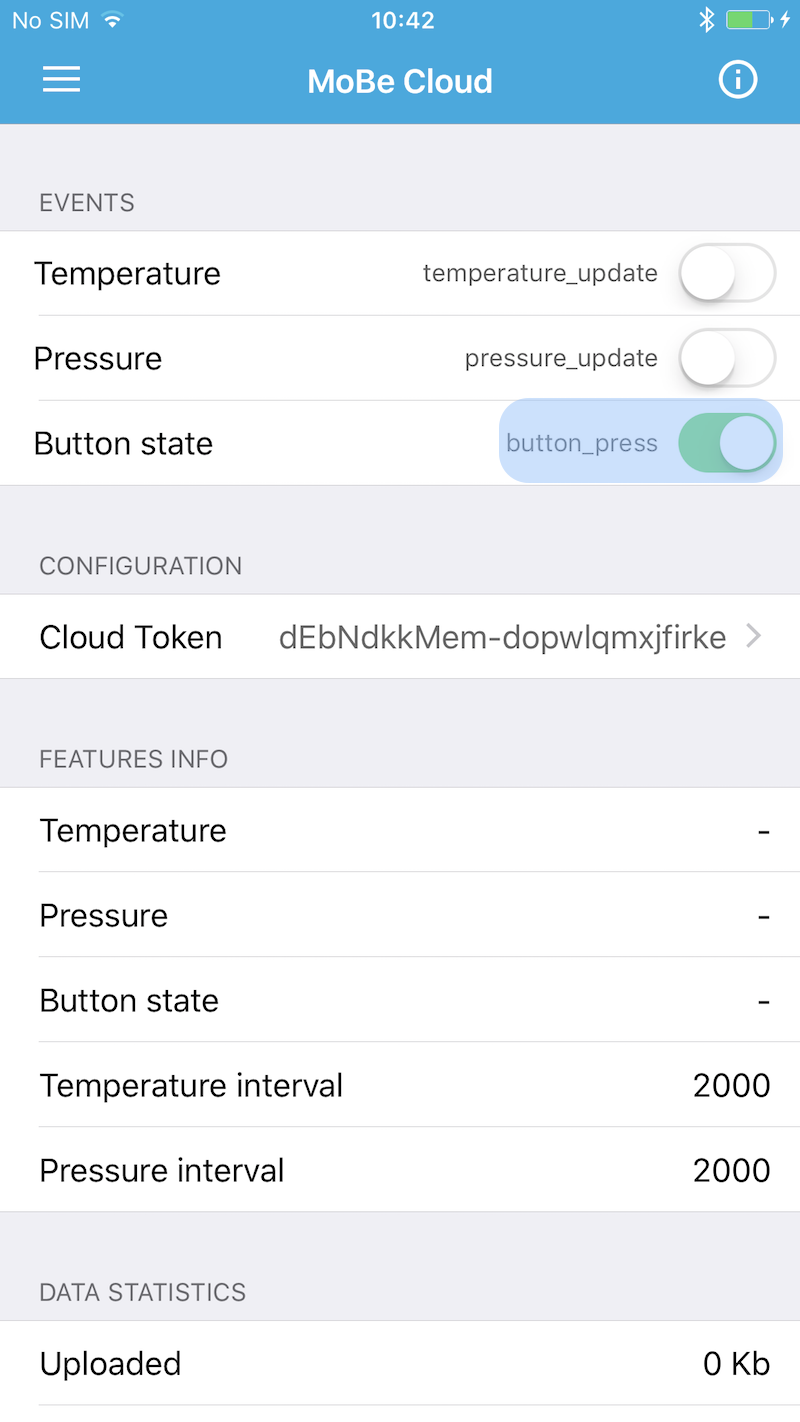 No SIM 10:42
MoBe Cloud
EVENTS
Temperature temperature_update
Pressure pressure_update
Button state button_press
CONFIGURATION
Cloud Token dEbNdkkMem-dopwlqmxjfirke
FEATURES INFO
Temperature -
Pressure -
Button state -
Temperature interval 2000
Pressure interval 2000
DATA STATISTICS
Uploaded 0 Kb